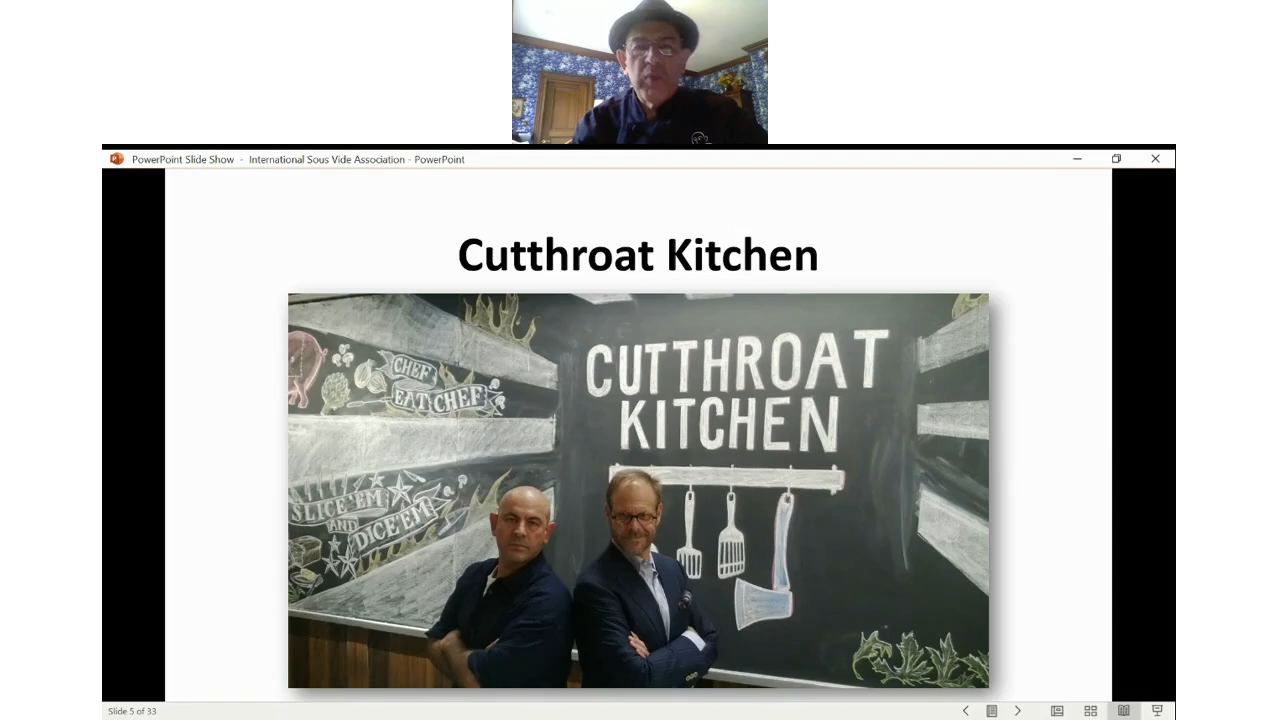 PowerPoint Slide Show - International Sous Vide Association - PowerPoint
Cutthroat Kitchen
CHEF
EAT CHEF
SLICE 'EM
AND
DICE 'EM
CUTTHROAT
KITCHEN
Slide 5 of 33